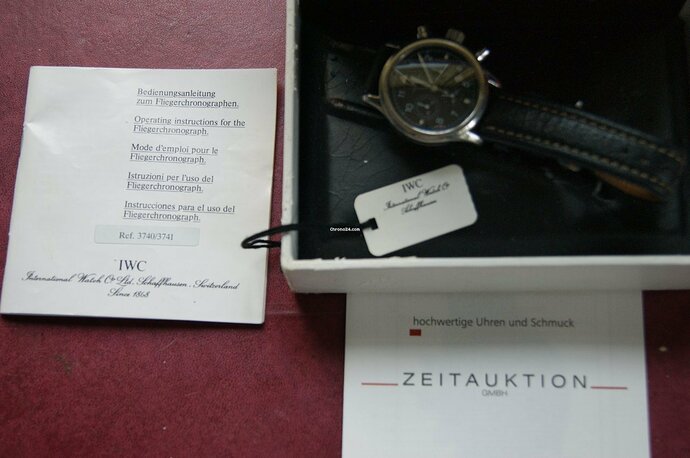 Bedienungsanleitung
zum Fliegerchronographen.
Operating instructions for the
Fliegerchronograph.
Mode d'emploi pour le
Fliegerchronograph.
Istruzioni per l'uso del
Fliegerchronograph.
Instrucciones para el uso del
Fliegerchronograph.
Ref. 3740/3741
IWC
International Watch Co Ltd. Schaffhausen. Switzerland
Since 1868
IWC
International Watch Co
Schaffhausen
Chrono24.com
hochwertige Uhren und Schmuck
ZEITAUKTION
GMBH